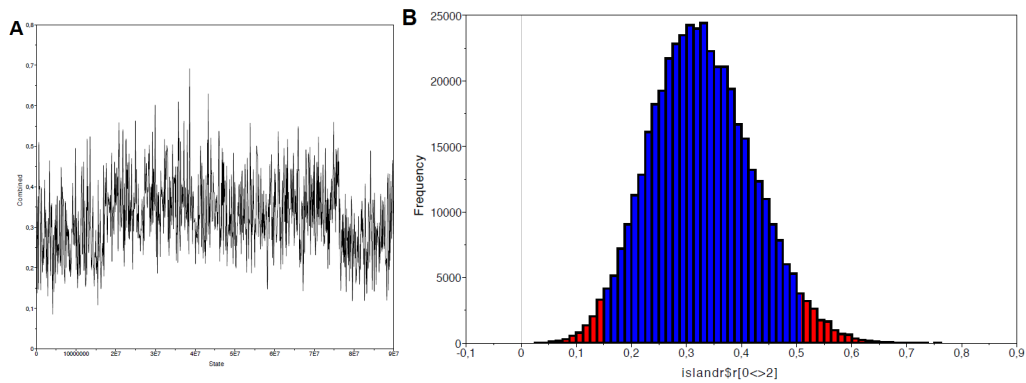 A
0,8
0,7
0,6
0,5
0,4
0,3
0,2
0,1
0
Combined
0 10000000 2E7 3E7 4E7 5E7 6E7 7E7 8E7 9E7
State
B
25000
20000
15000
10000
5000
0
Frequency
-0,1 0 0,1 0,2 0,3 0,4 0,5 0,6 0,7 0,8 0,9
islandr$r[0<>2]